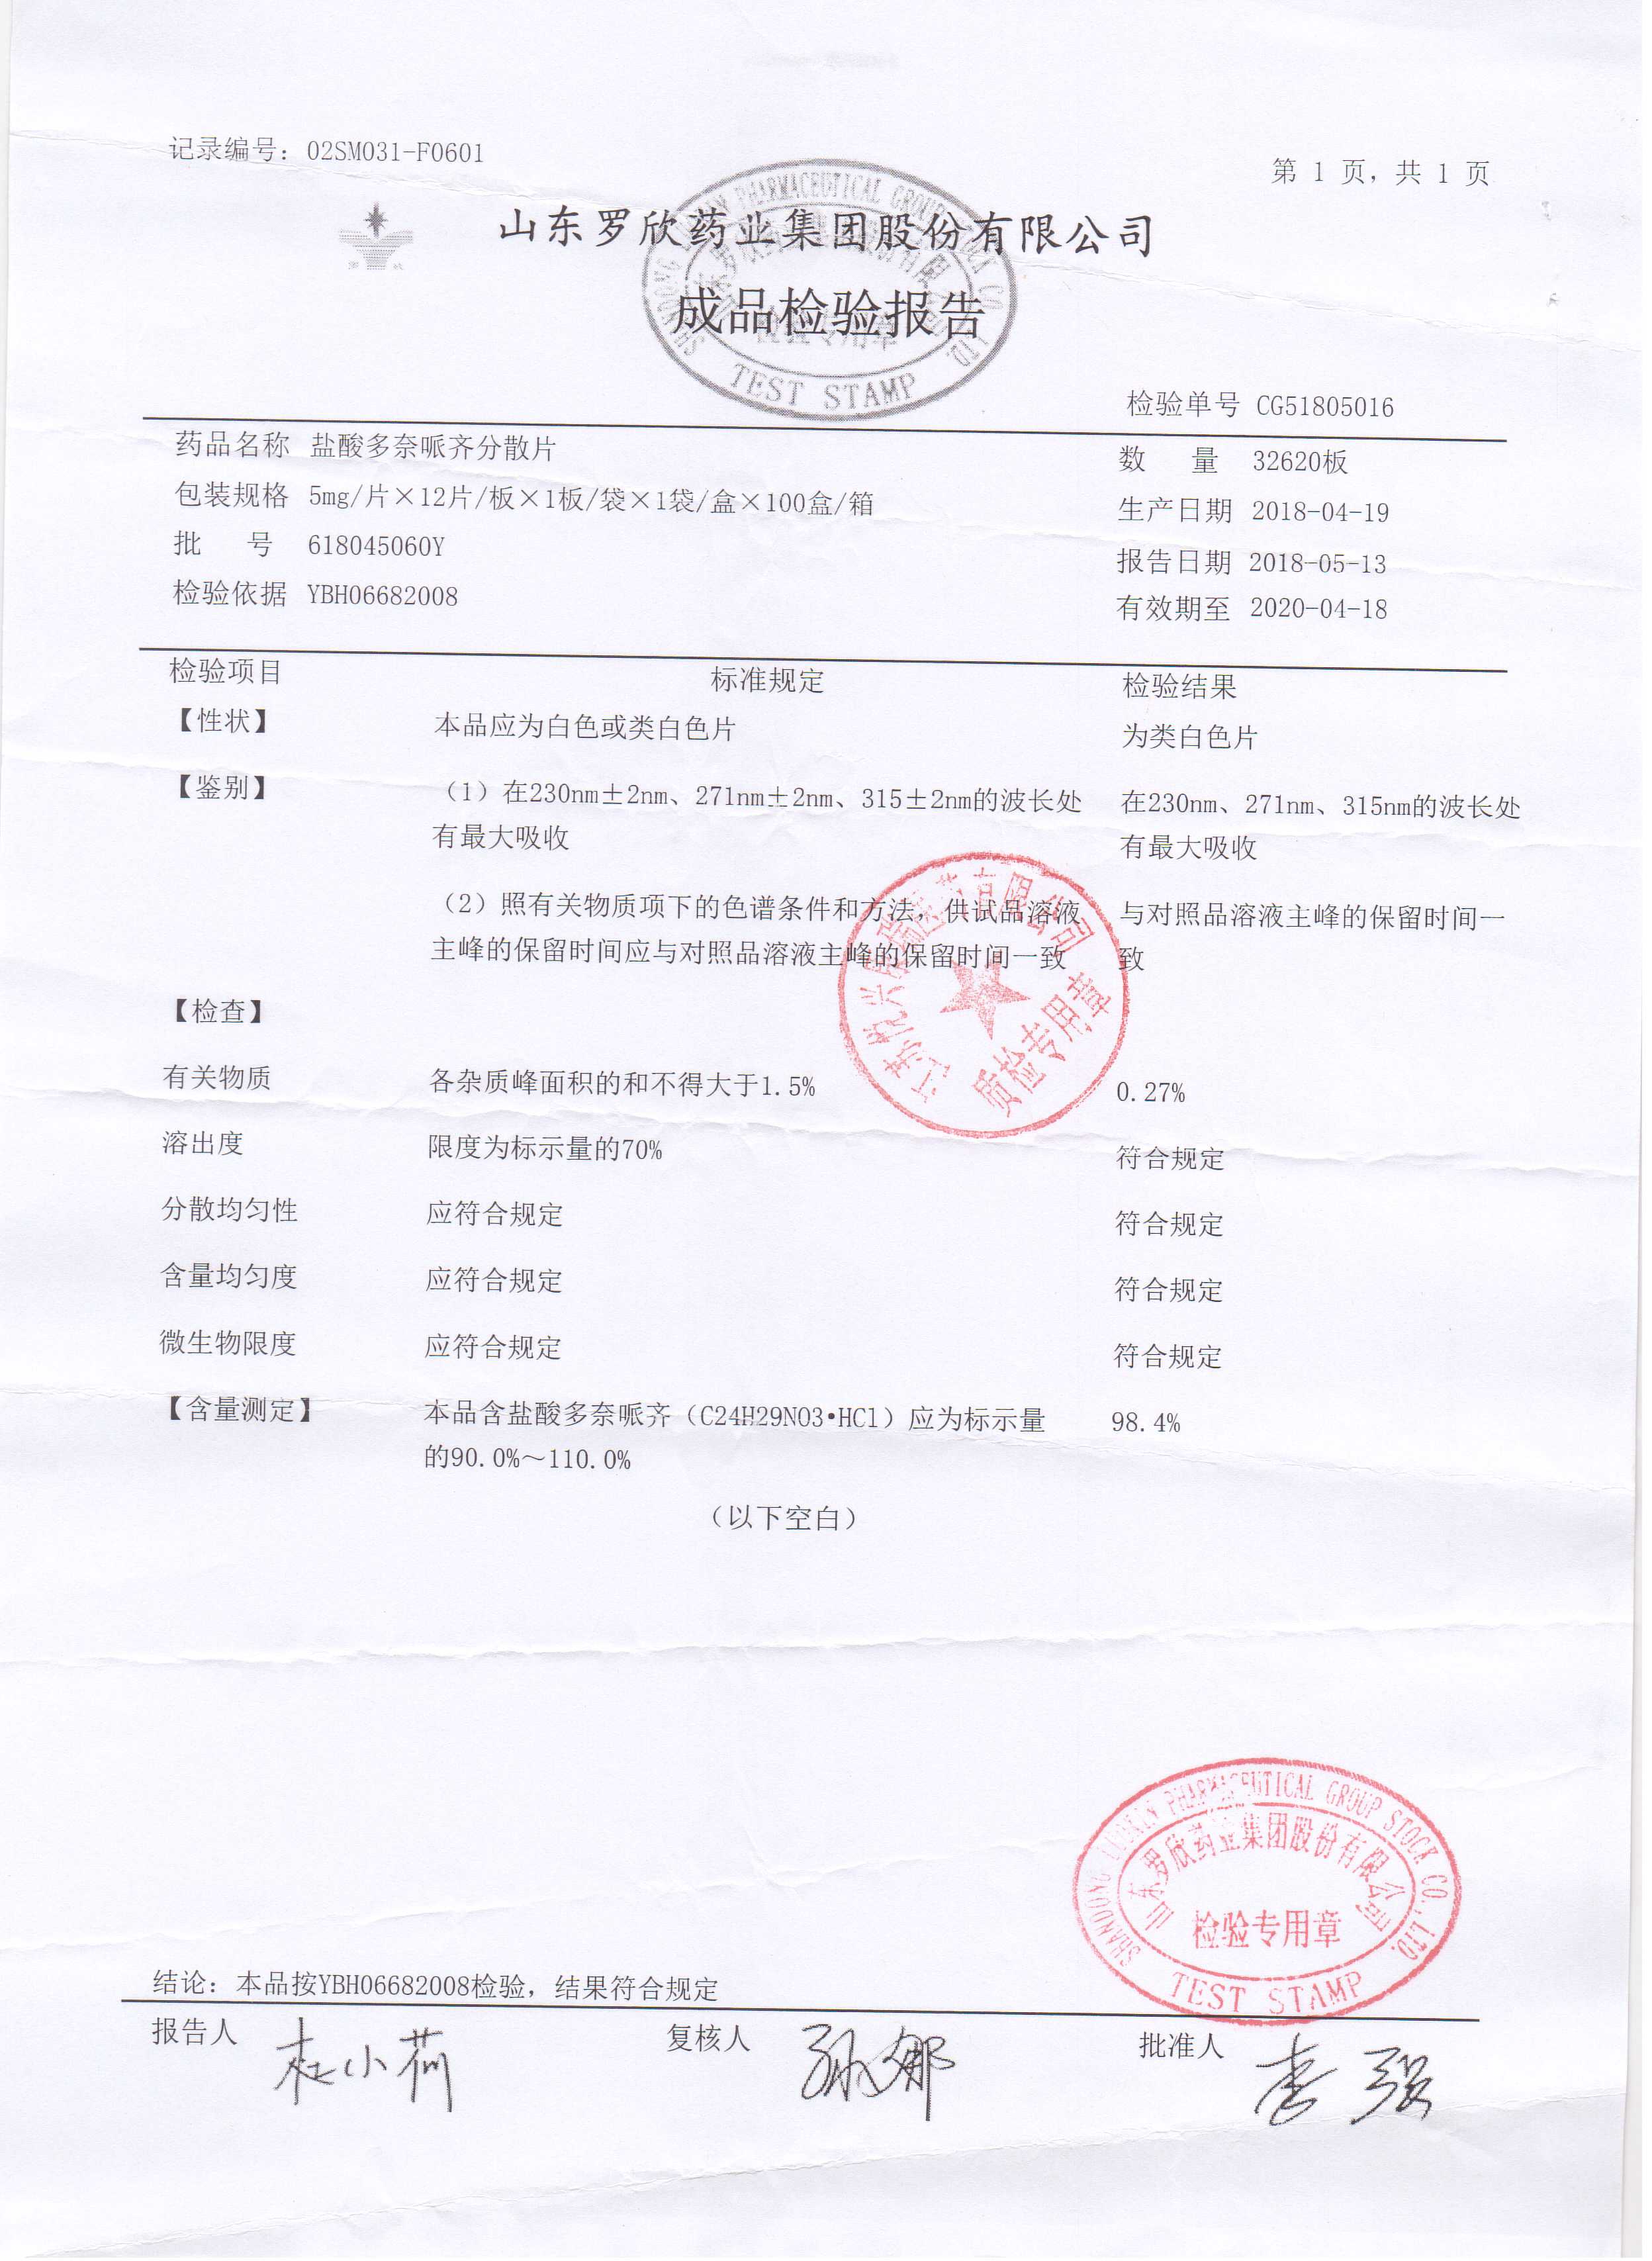 记录编号：02SM031-F0601
第 1 页，共 1 页
山东罗欣药业集团股份有限公司
成品检验报告
TEST STAMP
检验单号 CG51805016
药品名称 盐酸多奈哌齐分散片
数 量 32620板
包装规格 5mg/片×12片/板×1板/袋×1袋/盒×100盒/箱
生产日期 2018-04-19
批 号 618045060Y
报告日期 2018-05-13
检验依据 YBH06682008
有效期至 2020-04-18
检验项目 标准规定 检验结果
【性状】 本品应为白色或类白色片 为类白色片
【鉴别】 （1）在230nm±2nm、271nm±2nm、315±2nm的波长处 在230nm、271nm、315nm的波长处
有最大吸收 有最大吸收
（2）照有关物质项下的色谱条件和方法，供试品溶液 与对照品溶液主峰的保留时间一
主峰的保留时间应与对照品溶液主峰的保留时间一致 致
质检专用章
【检查】
有关物质 各杂质峰面积的和不得大于1.5% 0.27%
溶出度 限度为标示量的70% 符合规定
分散均匀性 应符合规定 符合规定
含量均匀度 应符合规定 符合规定
微生物限度 应符合规定 符合规定
【含量测定】 本品含盐酸多奈哌齐（C24H29NO3•HCl）应为标示量 98.4%
的90.0%～110.0%
（以下空白）
SHANDONG LUOXIN PHARMACEUTICAL GROUP STOCK CO.,LTD.
山东罗欣药业集团股份有限公司
检验专用章
TEST STAMP
结论：本品按YBH06682008检验，结果符合规定
报告人 杜小荷 复核人 孙娜 批准人 李强